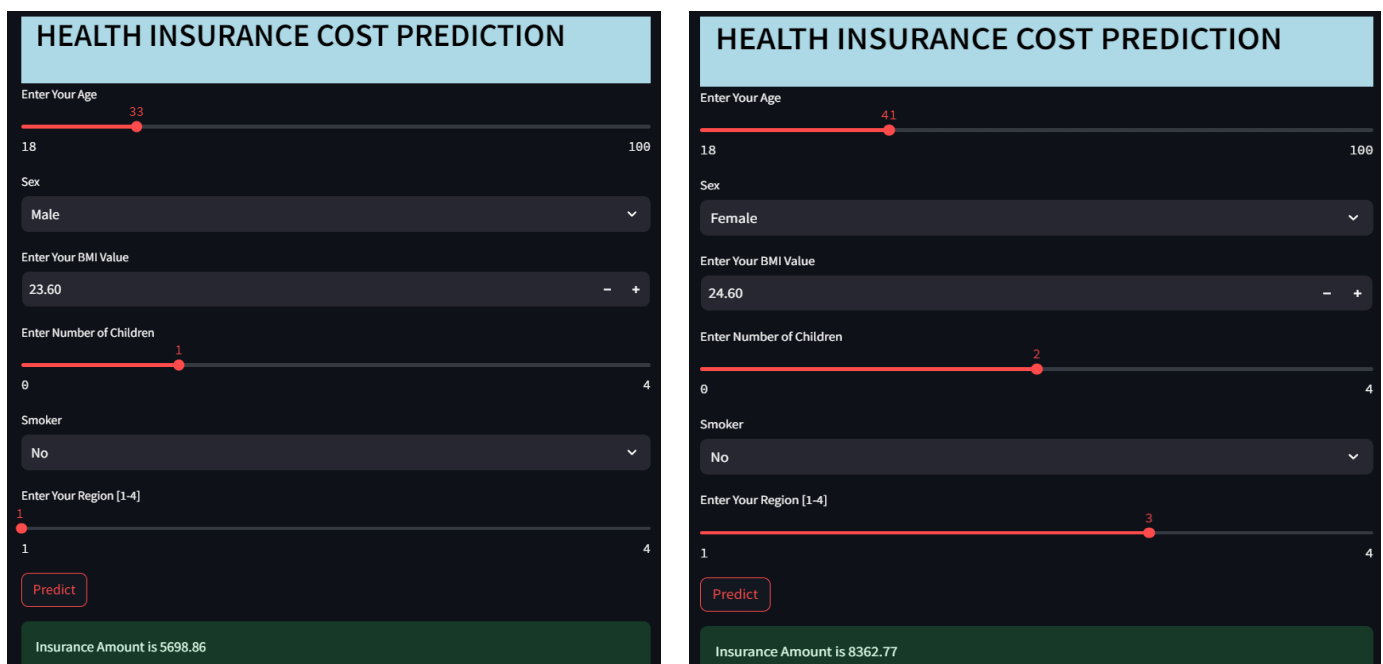 HEALTH INSURANCE COST PREDICTION
Enter Your Age
33
18 100
Sex
Male
Enter Your BMI Value
23.60 − +
Enter Number of Children
1
0 4
Smoker
No
Enter Your Region [1-4]
1
1 4
Predict
Insurance Amount is 5698.86
HEALTH INSURANCE COST PREDICTION
Enter Your Age
41
18 100
Sex
Female
Enter Your BMI Value
24.60 − +
Enter Number of Children
2
0 4
Smoker
No
Enter Your Region [1-4]
3
1 4
Predict
Insurance Amount is 8362.77